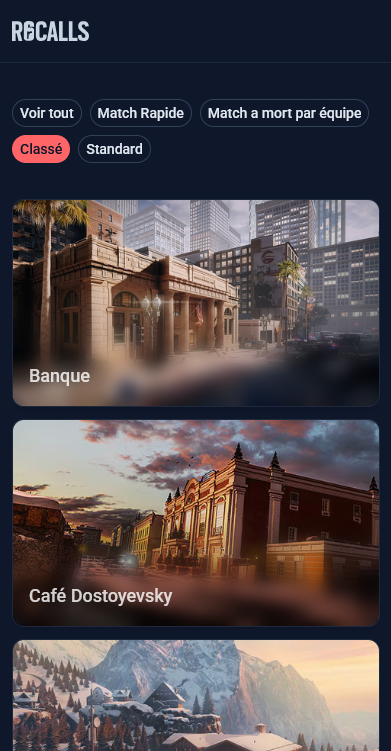 R6CALLS
Voir tout
Match Rapide
Match a mort par équipe
Classé
Standard
Banque
Café Dostoyevsky